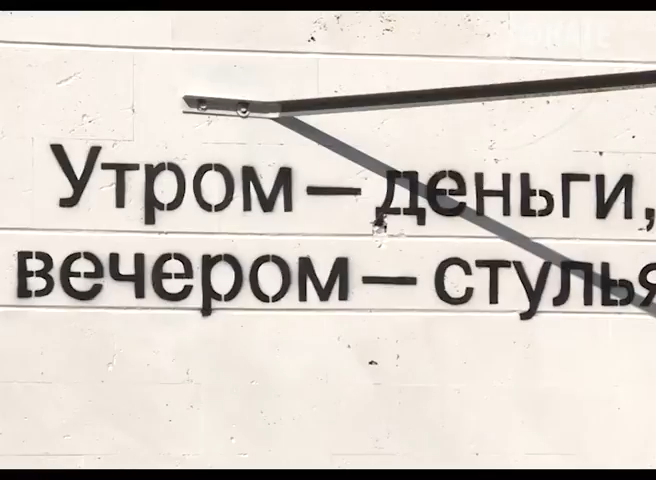 Утром — деньги,
вечером — стулья